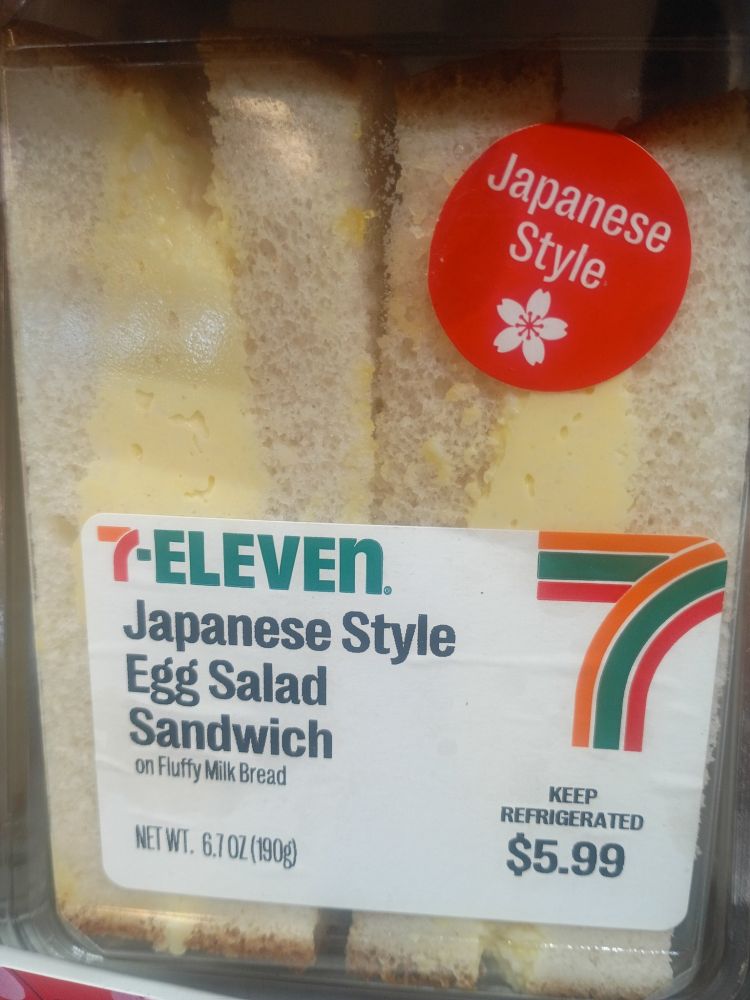 Japanese
Style
7-ELEVEn®
Japanese Style
Egg Salad
Sandwich
on Fluffy Milk Bread
NET WT. 6.7 OZ (190g)
7
KEEP
REFRIGERATED
$5.99